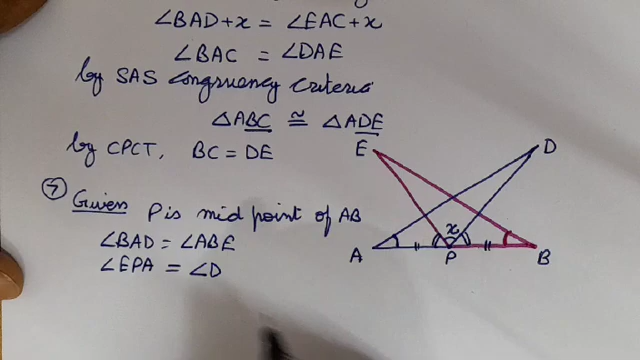 ∠BAD+x = ∠EAC+x
∠BAC = ∠DAE
by SAS Congruency Criteria
△ABC ≅ △ADE
by CPCT, BC = DE
7 Given P is mid point of AB
∠BAD = ∠ABE
∠EPA = ∠D
E D
x
A P B